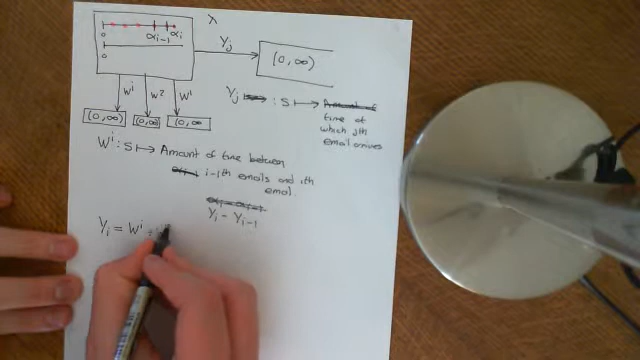 λ
0 αi-1 αi
0
Yj
(0,∞)
Wⁱ W² W¹
(0,∞) (0,∞) (0,∞
Yj : S ↦
time at
which jth
email arrives
Wⁱ : S ↦ Amount of time between
i-1th emails and ith
email
Yi - Yi-1
Yi = Wⁱ +